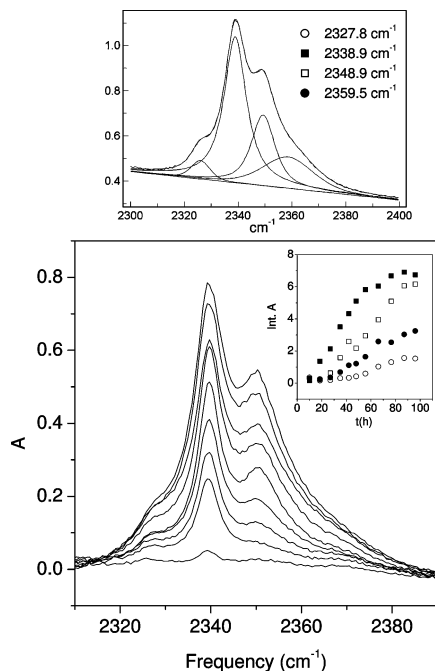 1.0
0.8
0.6
0.4
○ 2327.8 cm⁻¹
■ 2338.9 cm⁻¹
□ 2348.9 cm⁻¹
● 2359.5 cm⁻¹
2300 2320 2340 2360 2380 2400
cm⁻¹
0.8
0.6
0.4
0.2
0.0
A
8
6
4
2
0
Int. A
0 20 40 60 80 100
t(h)
2320 2340 2360 2380
Frequency (cm⁻¹)